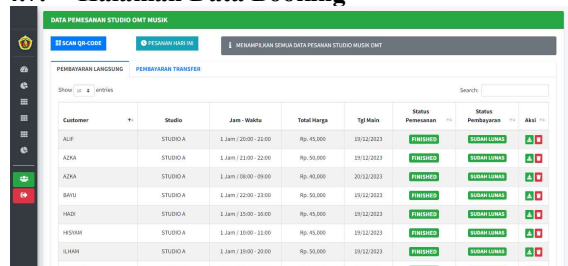 DATA PEMESANAN STUDIO OMT MUSIK
SCAN QR-CODE PESANAN HARI INI MENAMPILKAN SEMUA DATA PESANAN STUDIO MUSIK OMT
PEMBAYARAN LANGSUNG PEMBAYARAN TRANSFER
Show 10 entries Search:
Customer Studio Jam - Waktu Total Harga Tgl Main Status Pemesanan Status Pembayaran Aksi
ALIF STUDIO A 1 Jam / 20:00 - 21:00 Rp. 45,000 19/12/2023 FINISHED SUDAH LUNAS
AZKA STUDIO A 1 Jam / 21:00 - 22:00 Rp. 50,000 19/12/2023 FINISHED SUDAH LUNAS
AZKA STUDIO A 1 Jam / 08:00 - 09:00 Rp. 40,000 20/12/2023 FINISHED SUDAH LUNAS
BAYU STUDIO A 1 Jam / 22:00 - 23:00 Rp. 50,000 19/12/2023 FINISHED SUDAH LUNAS
HADI STUDIO A 1 Jam / 15:00 - 16:00 Rp. 45,000 19/12/2023 FINISHED SUDAH LUNAS
HISYAM STUDIO A 1 Jam / 10:00 - 11:00 Rp. 45,000 19/12/2023 FINISHED SUDAH LUNAS
ILHAM STUDIO A 1 Jam / 19:00 - 20:00 Rp. 50,000 19/12/2023 FINISHED SUDAH LUNAS